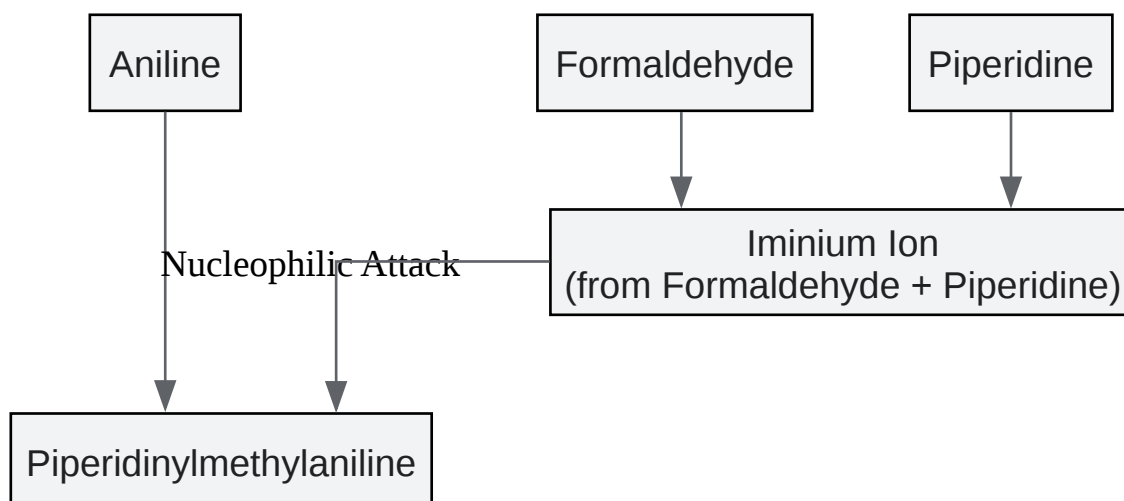 Aniline
Formaldehyde
Piperidine
Iminium Ion
(from Formaldehyde + Piperidine)
Nucleophilic Attack
Piperidinylmethylaniline